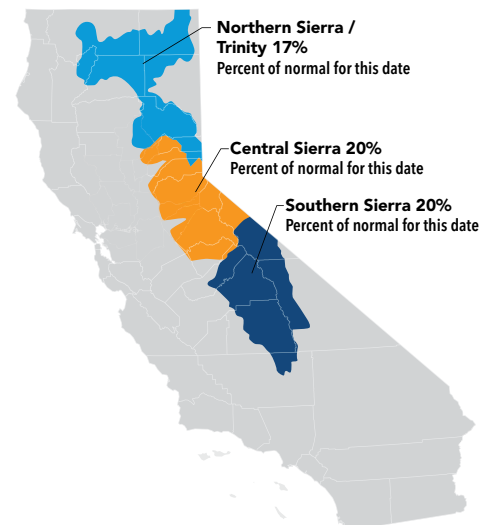 Northern Sierra /
Trinity 17%
Percent of normal for this date
Central Sierra 20%
Percent of normal for this date
Southern Sierra 20%
Percent of normal for this date